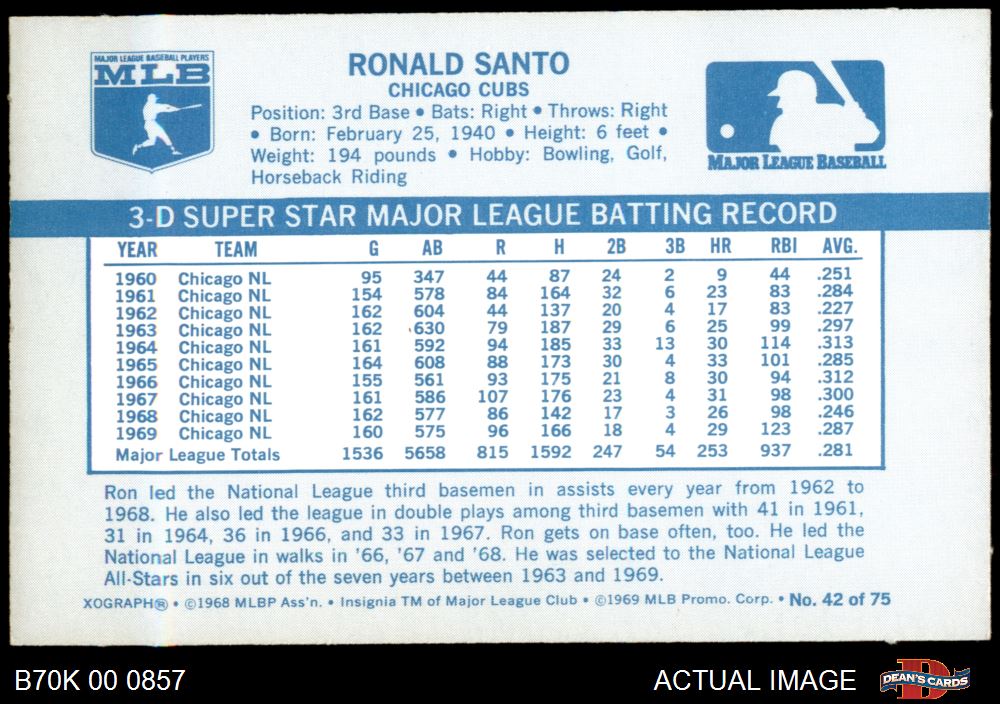 MAJOR LEAGUE BASEBALL PLAYERS
MLB
RONALD SANTO
CHICAGO CUBS
Position: 3rd Base • Bats: Right • Throws: Right
• Born: February 25, 1940 • Height: 6 feet •
Weight: 194 pounds • Hobby: Bowling, Golf,
Horseback Riding
MAJOR LEAGUE BASEBALL
3-D SUPER STAR MAJOR LEAGUE BATTING RECORD
YEAR TEAM G AB R H 2B 3B HR RBI AVG.
1960 Chicago NL 95 347 44 87 24 2 9 44 .251
1961 Chicago NL 154 578 84 164 32 6 23 83 .284
1962 Chicago NL 162 604 44 137 20 4 17 83 .227
1963 Chicago NL 162 630 79 187 29 6 25 99 .297
1964 Chicago NL 161 592 94 185 33 13 30 114 .313
1965 Chicago NL 164 608 88 173 30 4 33 101 .285
1966 Chicago NL 155 561 93 175 21 8 30 94 .312
1967 Chicago NL 161 586 107 176 23 4 31 98 .300
1968 Chicago NL 162 577 86 142 17 3 26 98 .246
1969 Chicago NL 160 575 96 166 18 4 29 123 .287
Major League Totals 1536 5658 815 1592 247 54 253 937 .281
Ron led the National League third basemen in assists every year from 1962 to
1968. He also led the league in double plays among third basemen with 41 in 1961,
31 in 1964, 36 in 1966, and 33 in 1967. Ron gets on base often, too. He led the
National League in walks in '66, '67 and '68. He was selected to the National League
All-Stars in six out of the seven years between 1963 and 1969.
XOGRAPH® • ©1968 MLBP Ass'n. • Insignia TM of Major League Club • ©1969 MLB Promo. Corp. • No. 42 of 75
B70K 00 0857
ACTUAL IMAGE
DEAN'S CARDS